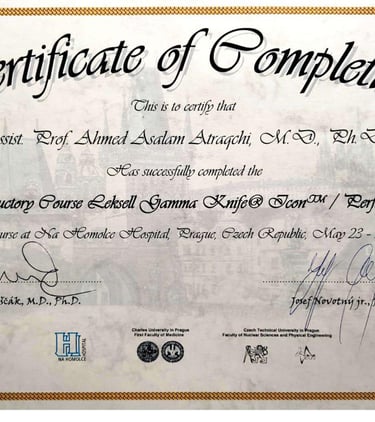 ertificate of Complet
This is to certify that
ssist. Prof. Ahmed Asalam Atraqchi, M.D., Ph.D
Has successfully completed the
uctory Course Leksell Gamma Knife® Icon™ / Perf
ourse at Na Homolce Hospital, Prague, Czech Republic, May 23 -
ščák, M.D., Ph.D.
Josef Novotný jr.,
NA HOMOLCE
HOSPITAL
Charles University in Prague
First Faculty of Medicine
Czech Technical University in Prague
Faculty of Nuclear Sciences and Physical Engineering